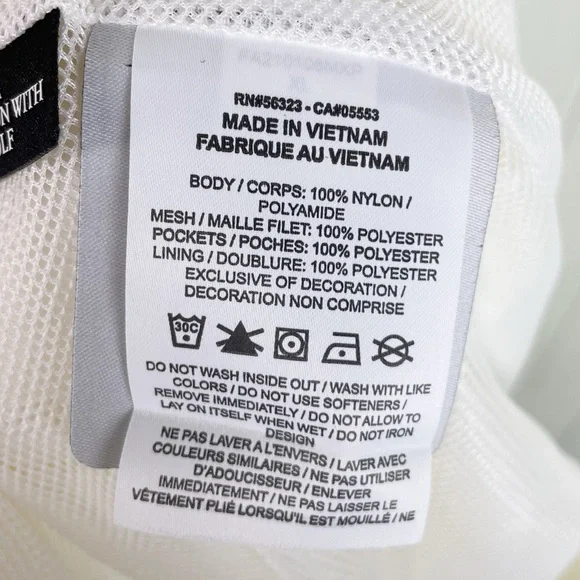 N WITH
LF
XL
RN#56323 - CA#05553
MADE IN VIETNAM
FABRIQUE AU VIETNAM
BODY / CORPS: 100% NYLON /
POLYAMIDE
MESH / MAILLE FILET: 100% POLYESTER
POCKETS / POCHES: 100% POLYESTER
LINING / DOUBLURE: 100% POLYESTER
EXCLUSIVE OF DECORATION /
DECORATION NON COMPRISE
30C
DO NOT WASH INSIDE OUT / WASH WITH LIKE
COLORS / DO NOT USE SOFTENERS /
REMOVE IMMEDIATELY / DO NOT ALLOW TO
LAY ON ITSELF WHEN WET / DO NOT IRON
DESIGN
NE PAS LAVER À L'ENVERS / LAVER AVEC
COULEURS SIMILAIRES / NE PAS UTILISER
D'ADOUCISSEUR / ENLEVER
IMMEDIATEMENT / NE PAS LAISSER LE
VÊTEMENT PLIÉ LORSQU'IL EST MOUILLÉ / NE